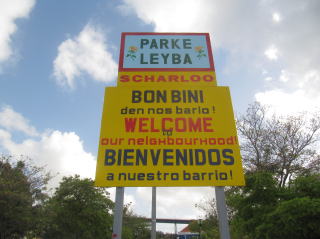 PARKE
LEYBA
SCHARLOO
BON BINI
den nos bario!
WELCOME
to
our neighbourhood!
BIENVENIDOS
a nuestro barrio!